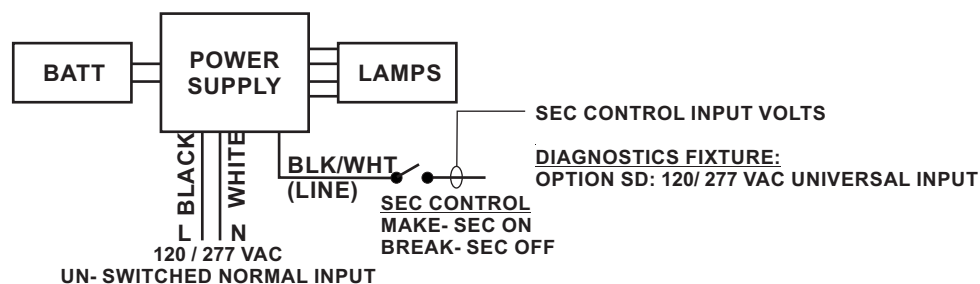 BATT
POWER
SUPPLY
LAMPS
SEC CONTROL INPUT VOLTS
DIAGNOSTICS FIXTURE:
OPTION SD: 120/ 277 VAC UNIVERSAL INPUT
BLACK
WHITE
BLK/WHT
(LINE)
SEC CONTROL
MAKE- SEC ON
BREAK- SEC OFF
L N
120 / 277 VAC
UN- SWITCHED NORMAL INPUT